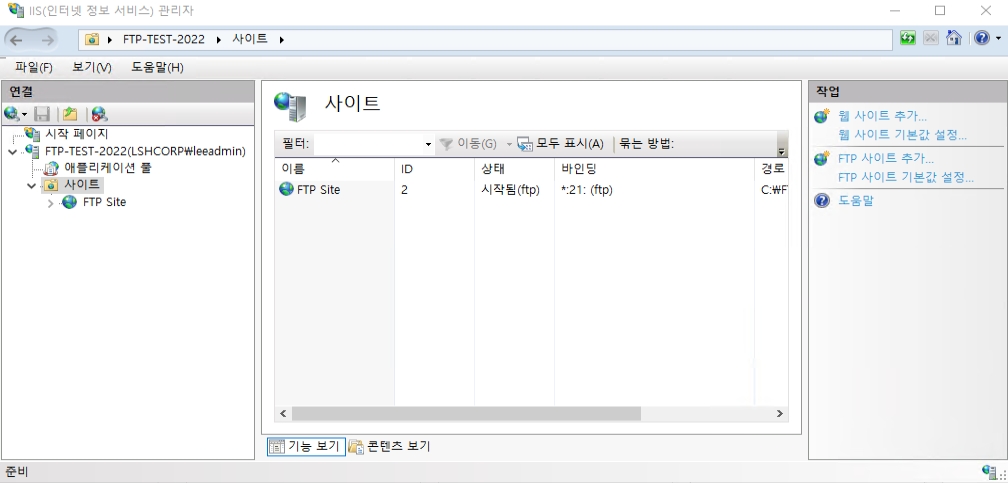 IIS(인터넷 정보 서비스) 관리자
FTP-TEST-2022 사이트
파일(F) 보기(V) 도움말(H)
연결
시작 페이지
FTP-TEST-2022(LSHCORP₩leeadmin)
애플리케이션 풀
사이트
FTP Site
사이트
필터: 이동(G) 모두 표시(A) 묶는 방법:
이름 ID 상태 바인딩 경로
FTP Site 2 시작됨(ftp) *:21: (ftp) C:₩F
기능 보기 콘텐츠 보기
작업
웹 사이트 추가...
웹 사이트 기본값 설정...
FTP 사이트 추가...
FTP 사이트 기본값 설정...
도움말
준비